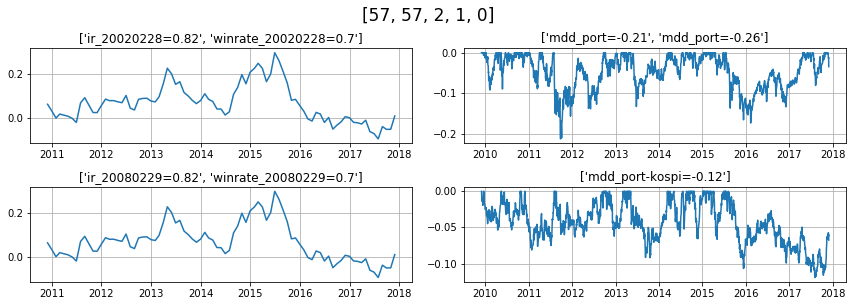 [57, 57, 2, 1, 0]
['ir_20020228=0.82', 'winrate_20020228=0.7']
0.2
0.0
2011 2012 2013 2014 2015 2016 2017 2018
['mdd_port=-0.21', 'mdd_port=-0.26']
0.0
−0.1
−0.2
2010 2011 2012 2013 2014 2015 2016 2017 2018
['ir_20080229=0.82', 'winrate_20080229=0.7']
0.2
0.0
2011 2012 2013 2014 2015 2016 2017 2018
['mdd_port-kospi=-0.12']
0.00
−0.05
−0.10
2010 2011 2012 2013 2014 2015 2016 2017 2018